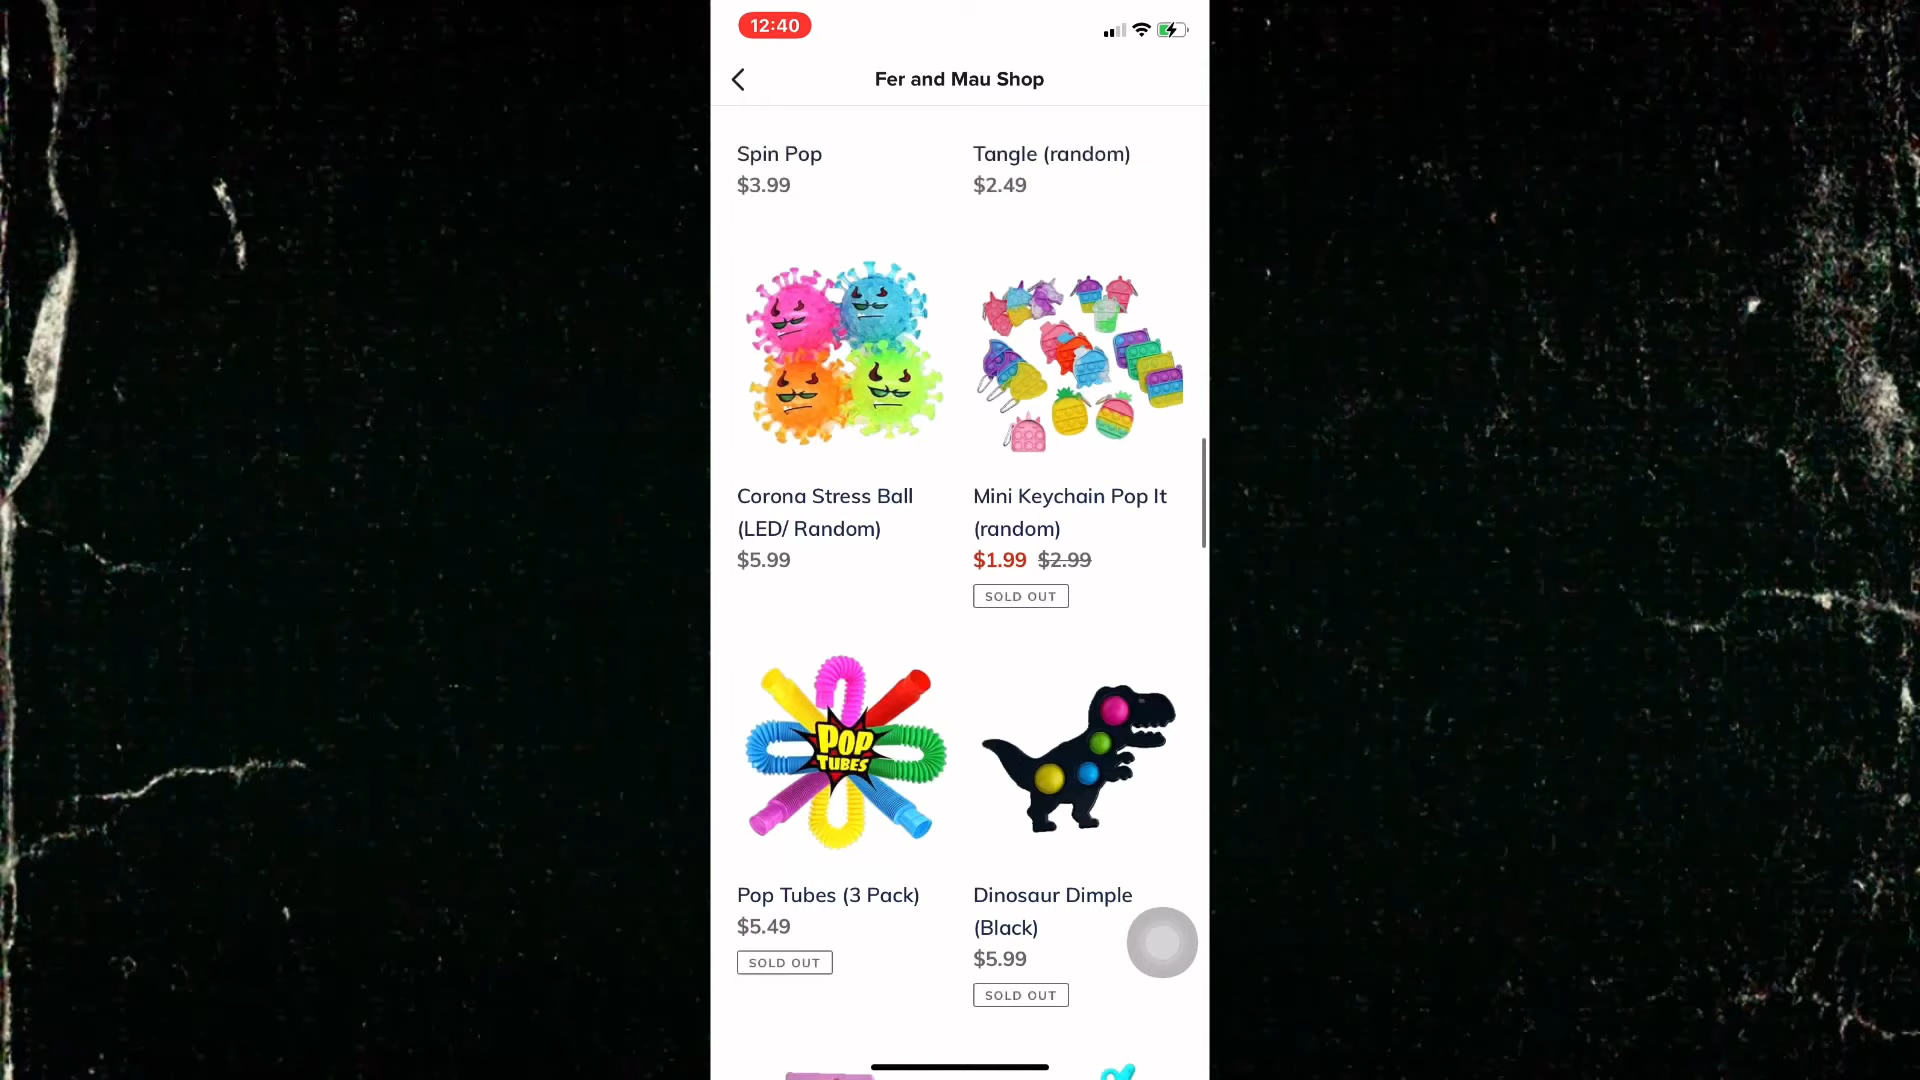 12:40
Fer and Mau Shop
Spin Pop
$3.99
Tangle (random)
$2.49
Corona Stress Ball
(LED/ Random)
$5.99
Mini Keychain Pop It
(random)
$1.99 $2.99
SOLD OUT
POP
TUBES
Pop Tubes (3 Pack)
$5.49
SOLD OUT
Dinosaur Dimple
(Black)
$5.99
SOLD OUT